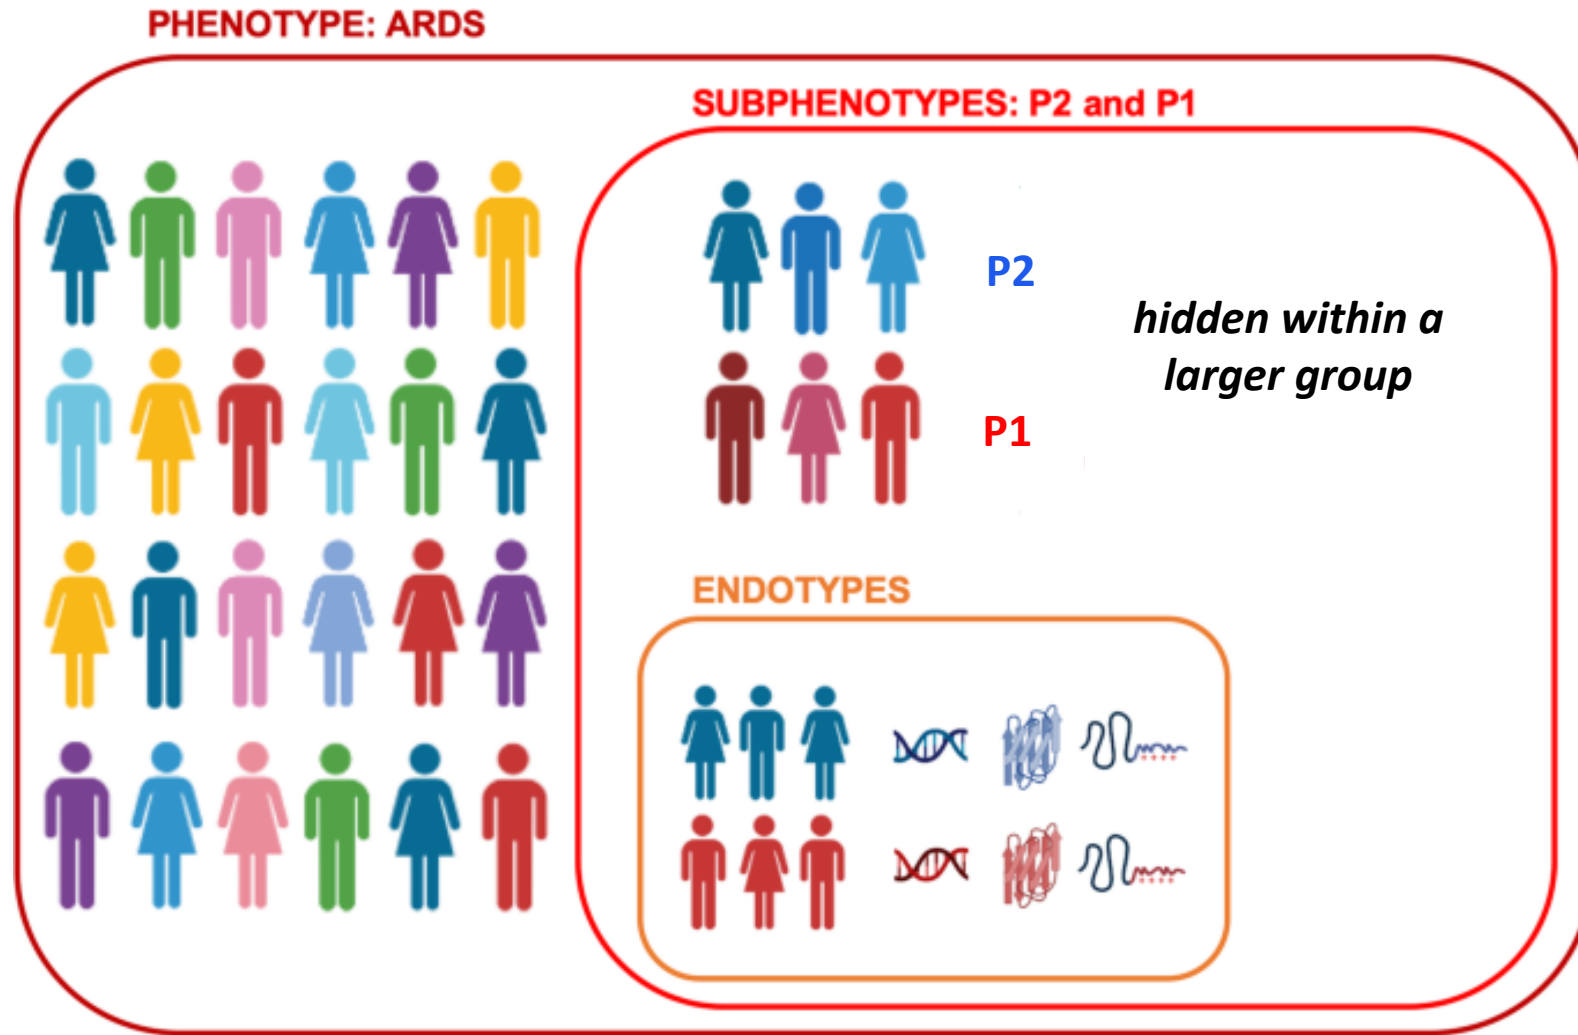 PHENOTYPE: ARDS
SUBPHENOTYPES: P2 and P1
P2
hidden within a
larger group
P1
ENDOTYPES